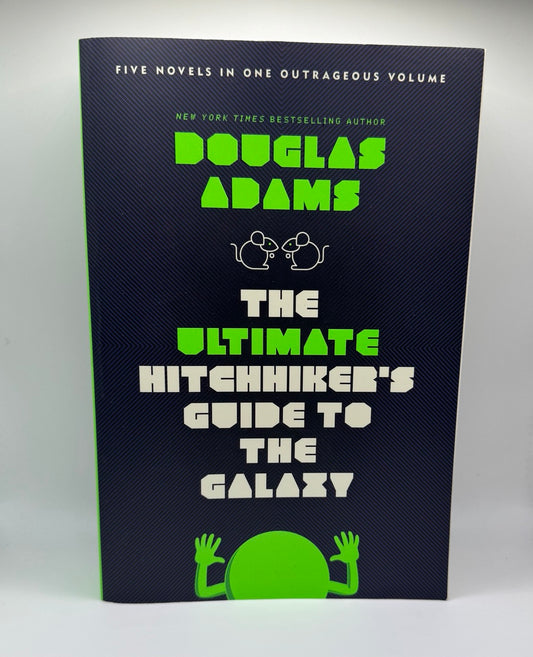 FIVE NOVELS IN ONE OUTRAGEOUS VOLUME
NEW YORK TIMES BESTSELLING AUTHOR
DOUGLAS
ADAMS
THE
ULTIMATE
HITCHHIKER'S
GUIDE TO
THE
GALAXY